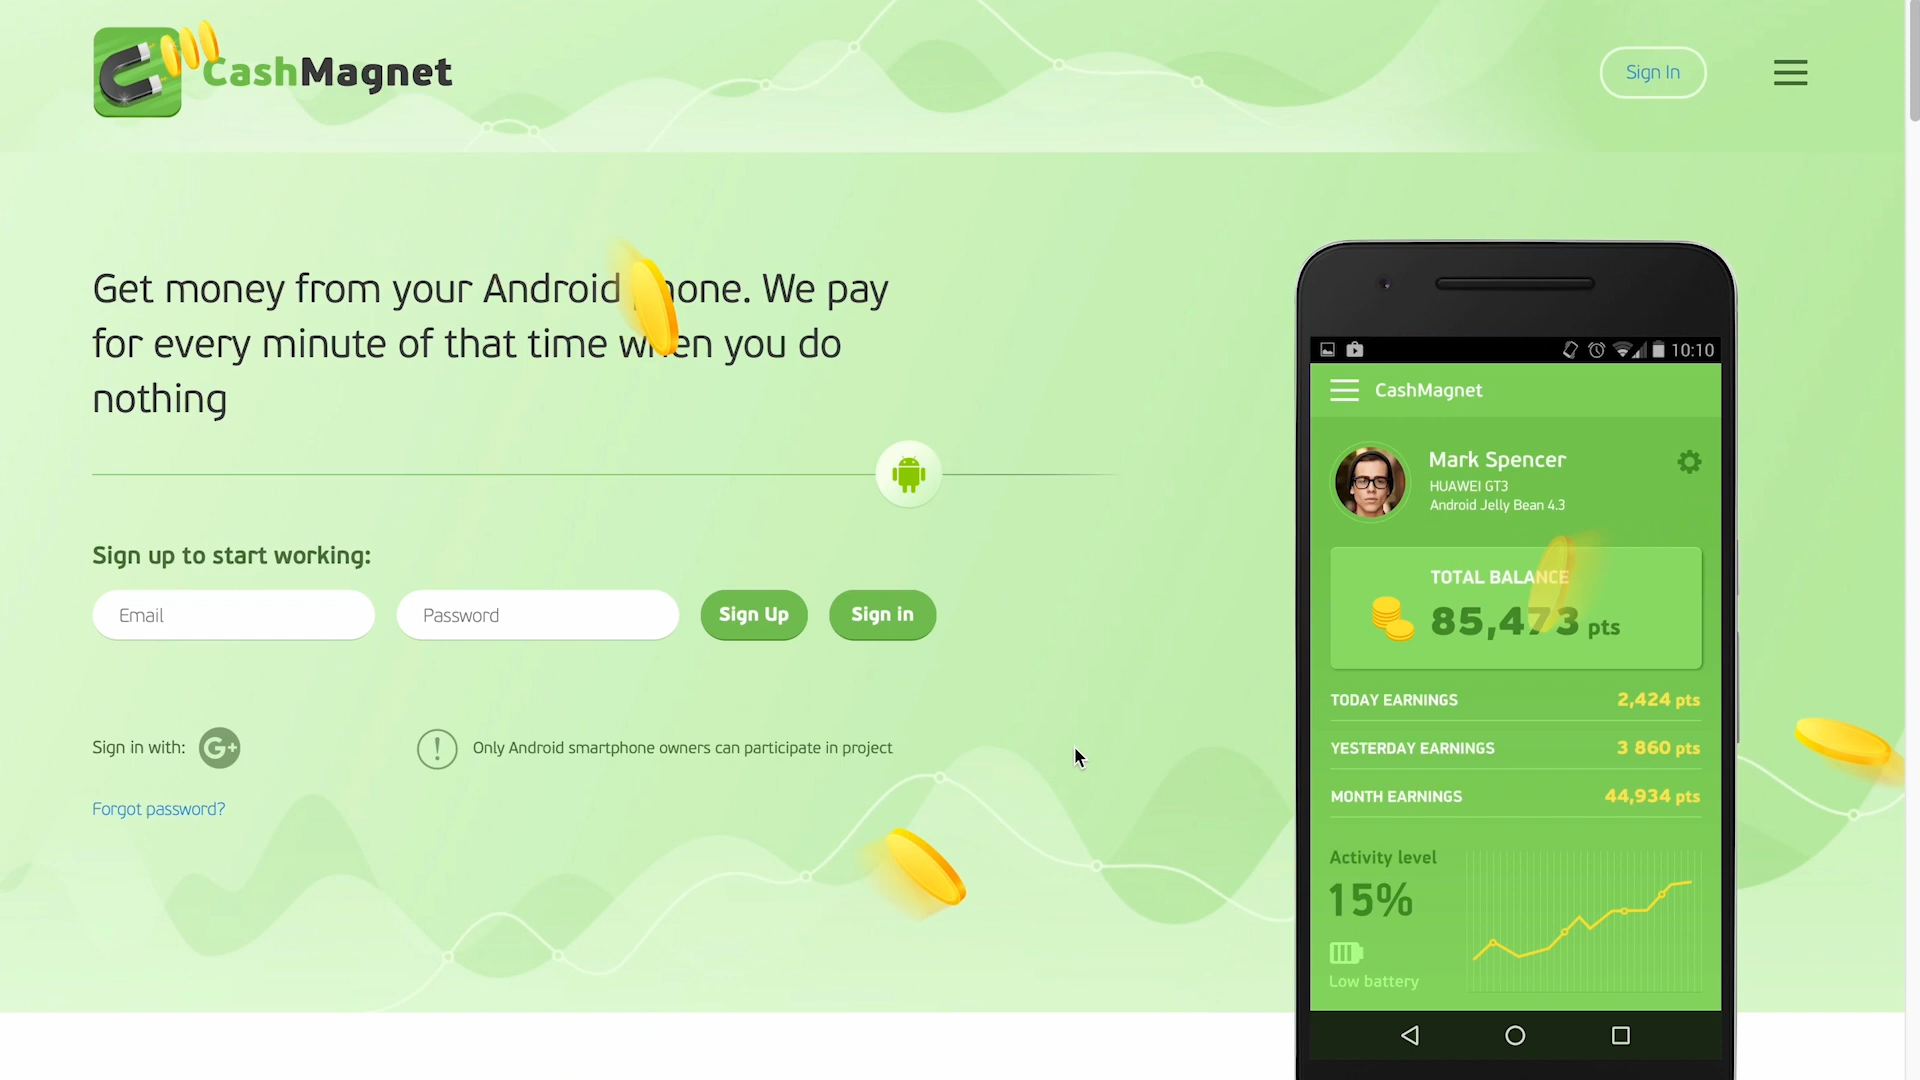 CashMagnet
Sign In
Get money from your Android phone. We pay
for every minute of that time when you do
nothing
Sign up to start working:
Email
Password
Sign Up
Sign in
Sign in with:
G+
Only Android smartphone owners can participate in project
Forgot password?
10:10
CashMagnet
Mark Spencer
HUAWEI GT3
Android Jelly Bean 4.3
TOTAL BALANCE
85,473 pts
TODAY EARNINGS
2,424 pts
YESTERDAY EARNINGS
3 860 pts
MONTH EARNINGS
44,934 pts
Activity level
15%
Low battery